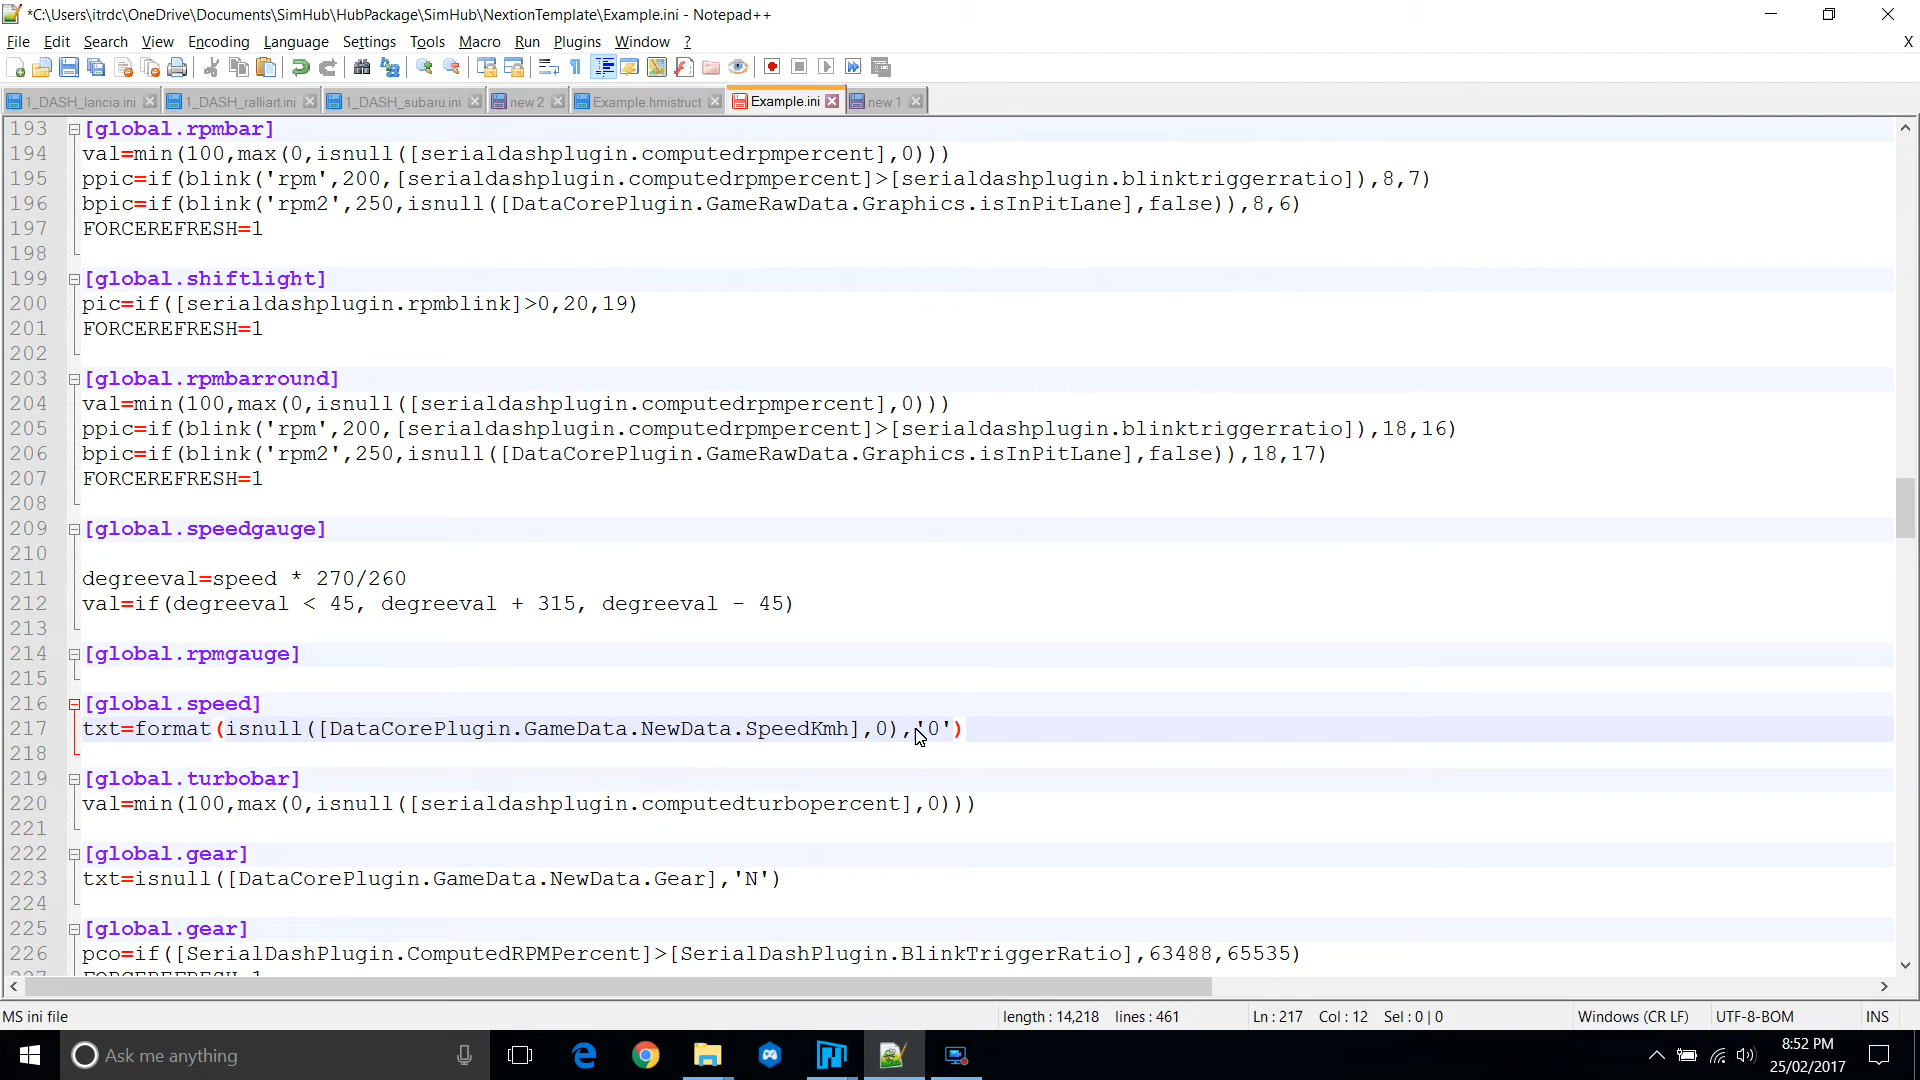 *C:\Users\itrdc\OneDrive\Documents\SimHub\HubPackage\SimHub\NextionTemplate\Example.ini - Notepad++
File Edit Search View Encoding Language Settings Tools Macro Run Plugins Window ? X
1_DASH_lancia.ini 1_DASH_ralliart.ini 1_DASH_subaru.ini new 2 Example.hmistruct Example.ini new 1
193 [global.rpmbar]
194 val=min(100,max(0,isnull([serialdashplugin.computedrpmpercent],0)))
195 ppic=if(blink('rpm',200,[serialdashplugin.computedrpmpercent]>[serialdashplugin.blinktriggerratio]),8,7)
196 bpic=if(blink('rpm2',250,isnull([DataCorePlugin.GameRawData.Graphics.isInPitLane],false)),8,6)
197 FORCEREFRESH=1
198
199 [global.shiftlight]
200 pic=if([serialdashplugin.rpmblink]>0,20,19)
201 FORCEREFRESH=1
202
203 [global.rpmbarround]
204 val=min(100,max(0,isnull([serialdashplugin.computedrpmpercent],0)))
205 ppic=if(blink('rpm',200,[serialdashplugin.computedrpmpercent]>[serialdashplugin.blinktriggerratio]),18,16)
206 bpic=if(blink('rpm2',250,isnull([DataCorePlugin.GameRawData.Graphics.isInPitLane],false)),18,17)
207 FORCEREFRESH=1
208
209 [global.speedgauge]
210
211 degreeval=speed * 270/260
212 val=if(degreeval < 45, degreeval + 315, degreeval - 45)
213
214 [global.rpmgauge]
215
216 [global.speed]
217 txt=format(isnull([DataCorePlugin.GameData.NewData.SpeedKmh],0),'0')
218
219 [global.turbobar]
220 val=min(100,max(0,isnull([serialdashplugin.computedturbopercent],0)))
221
222 [global.gear]
223 txt=isnull([DataCorePlugin.GameData.NewData.Gear],'N')
224
225 [global.gear]
226 pco=if([SerialDashPlugin.ComputedRPMPercent]>[SerialDashPlugin.BlinkTriggerRatio],63488,65535)
MS ini file length : 14,218 lines : 461 Ln : 217 Col : 12 Sel : 0 | 0 Windows (CR LF) UTF-8-BOM INS
Ask me anything 8:52 PM
25/02/2017